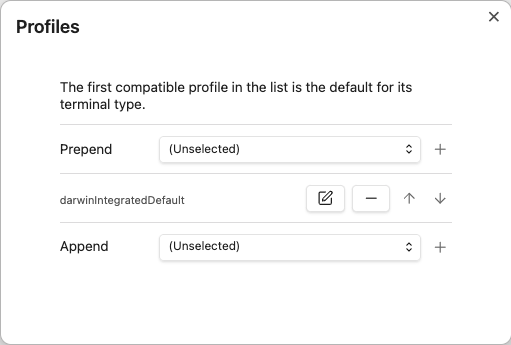 Profiles
The first compatible profile in the list is the default for its
terminal type.
Prepend (Unselected)
darwinIntegratedDefault
Append (Unselected)